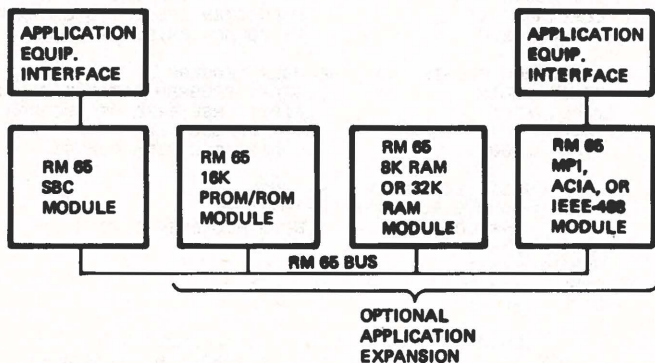 APPLICATION
EQUIP.
INTERFACE
APPLICATION
EQUIP.
INTERFACE
RM 65
SBC
MODULE
RM 65
16K
PROM/ROM
MODULE
RM 65
8K RAM
OR 32K
RAM
MODULE
RM 65
MPI,
ACIA, OR
IEEE-488
MODULE
RM 65 BUS
OPTIONAL
APPLICATION
EXPANSION